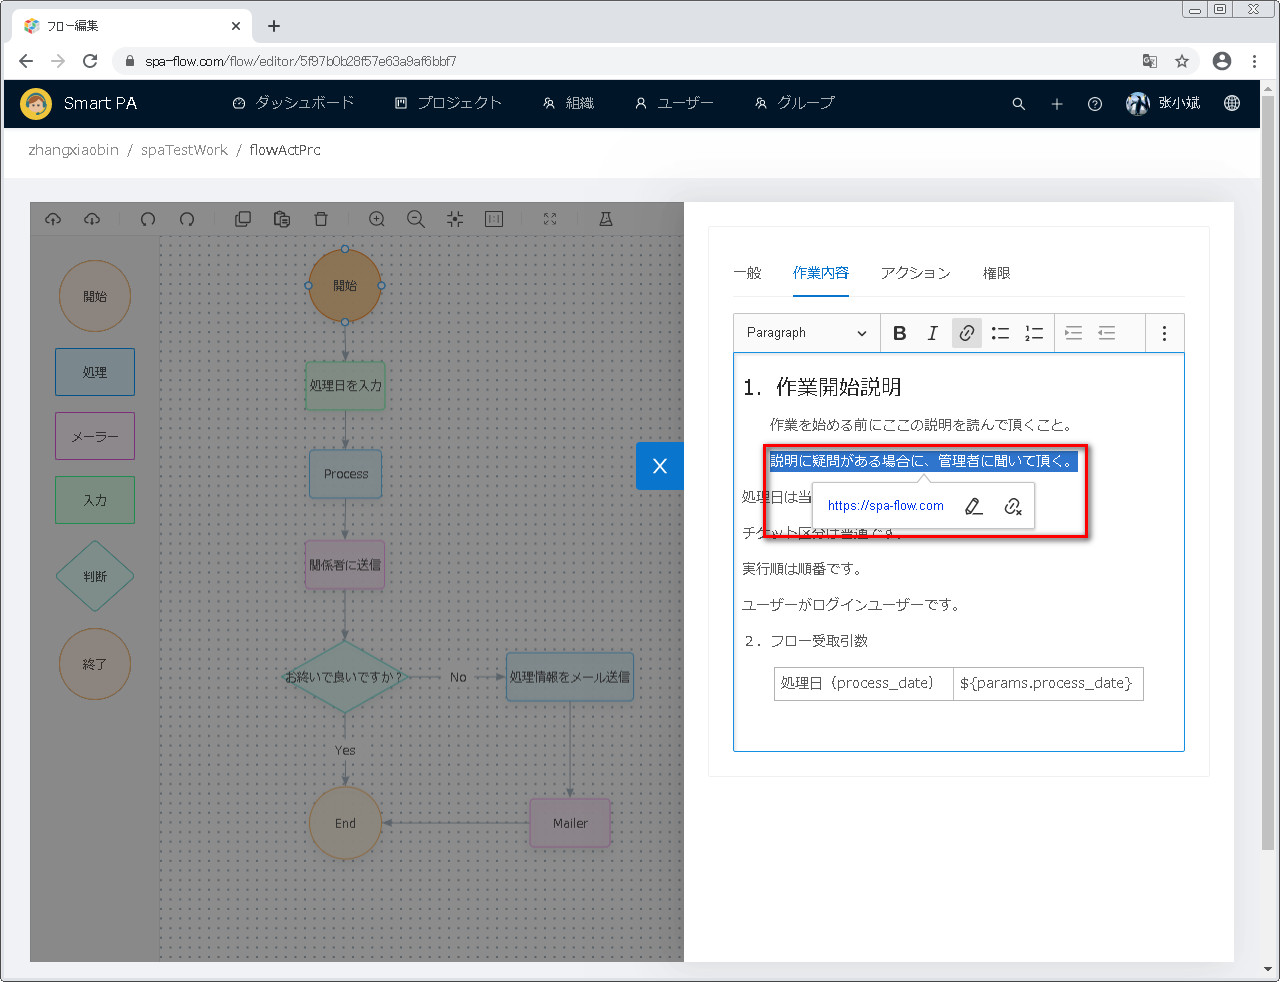 フロー編集
spa-flow.com/flow/editor/5f97b0b28f57e63a9af6bbf7
Smart PA
ダッシュボード
プロジェクト
組織
ユーザー
グループ
张小斌
zhangxiaobin / spaTestWork / flowActPrc
開始
処理
メーラー
入力
判断
終了
開始
処理日を入力
Process
関係者に送信
お終いで良いですか？
No
処理情報をメール送信
Yes
End
Mailer
一般
作業内容
アクション
権限
Paragraph
1. 作業開始説明
作業を始める前にここの説明を読んで頂くこと。
説明に疑問がある場合に、管理者に聞いて頂く。
処理日は当
https://spa-flow.com
チケット区分は普通です。
実行順は順番です。
ユーザーがログインユーザーです。
2. フロー受取引数
処理日（process_date） ${params.process_date}